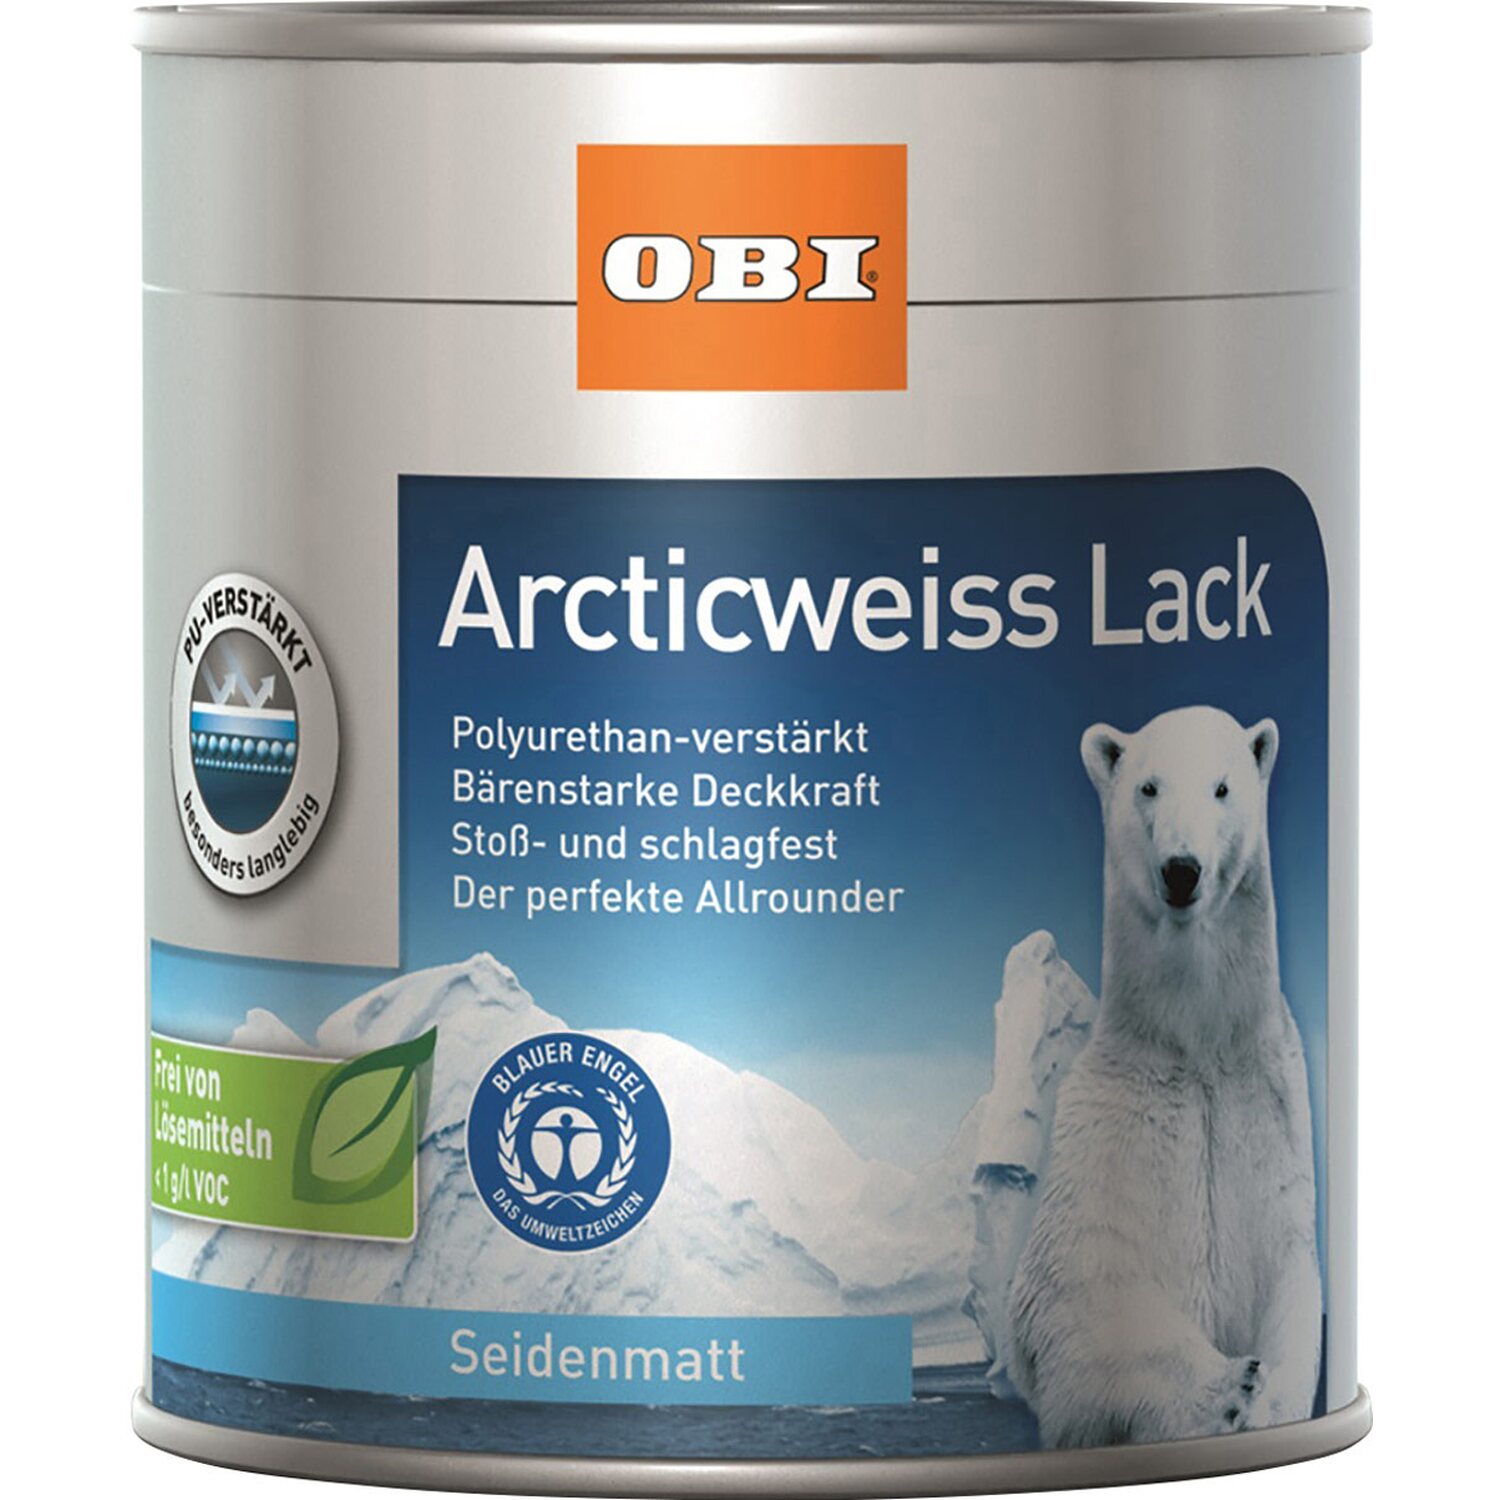 OBI®
Arcticweiss Lack
Polyurethan-verstärkt
Bärenstarke Deckkraft
Stoß- und schlagfest
Der perfekte Allrounder
PU-VERSTÄRKT
besonders langlebig
Frei von
Lösemitteln
< 1 g/l VOC
BLAUER ENGEL
DAS UMWELTZEICHEN
Seidenmatt